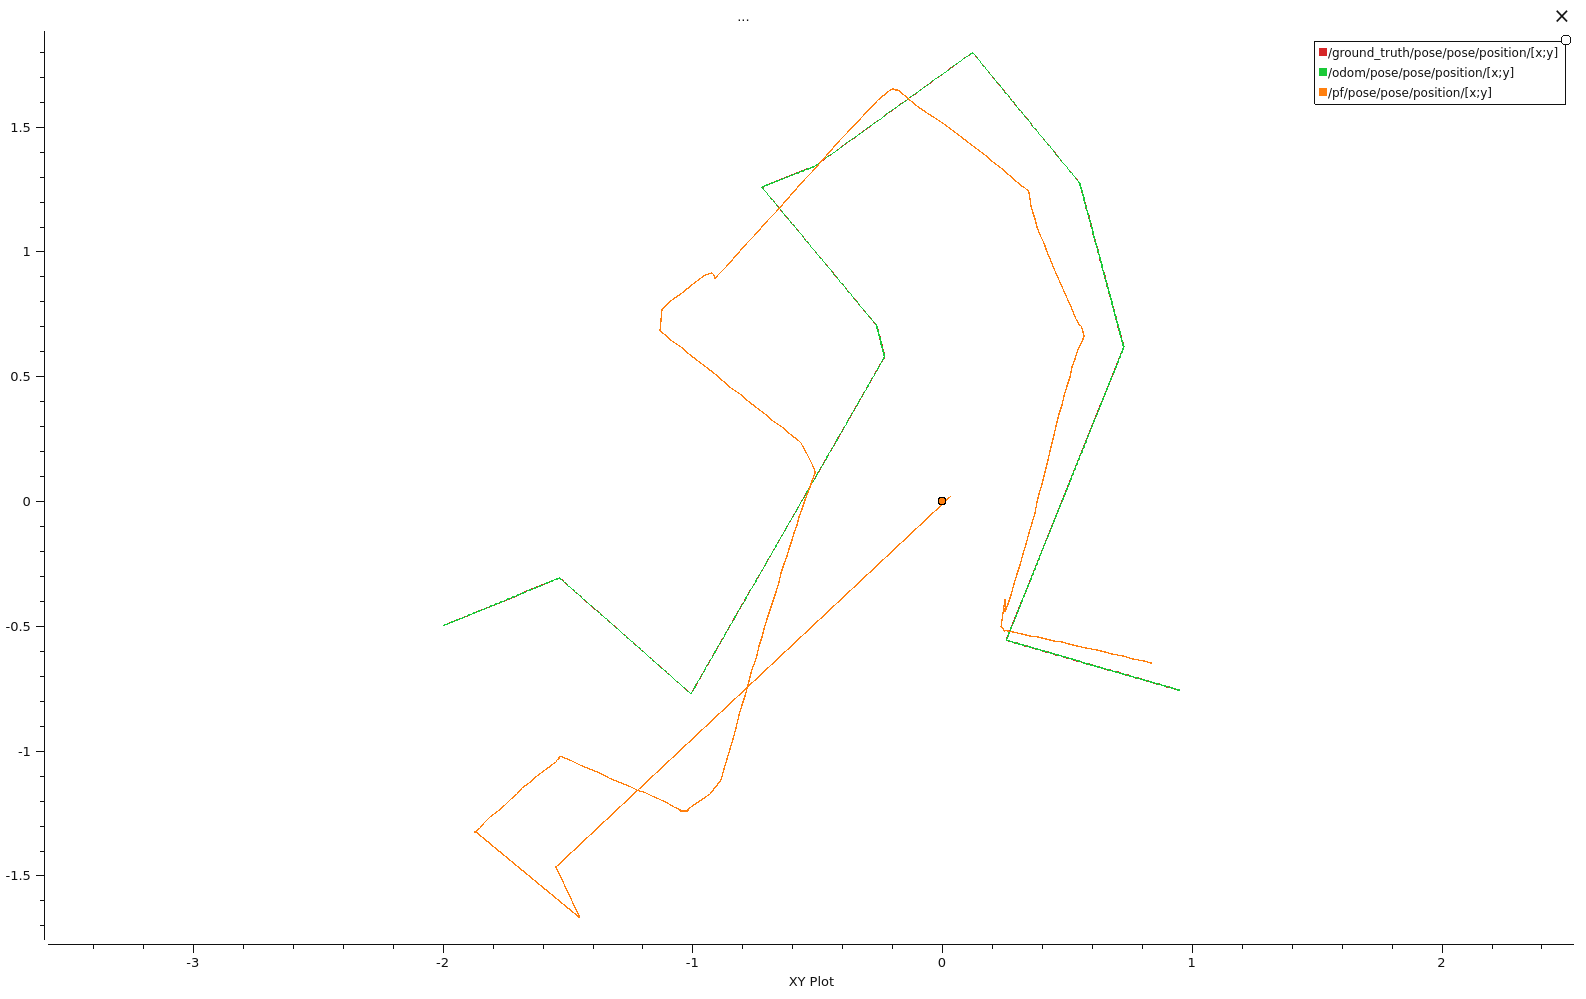 ...
/ground_truth/pose/pose/position/[x;y]
/odom/pose/pose/position/[x;y]
/pf/pose/pose/position/[x;y]
1.5
1
0.5
0
-0.5
-1
-1.5
-3 -2 -1 0 1 2
XY Plot